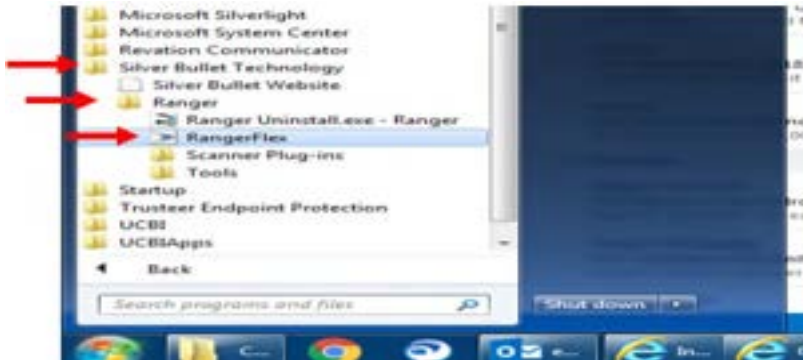 Microsoft Silverlight
Microsoft System Center
Revation Communicator
Silver Bullet Technology
Silver Bullet Website
Ranger
Ranger Uninstall.exe - Ranger
RangerFlex
Scanner Plug-ins
Tools
Startup
Trusteer Endpoint Protection
UCBI
UCBIApps
Back
Search programs and files
Shut down
C...
e...
In...